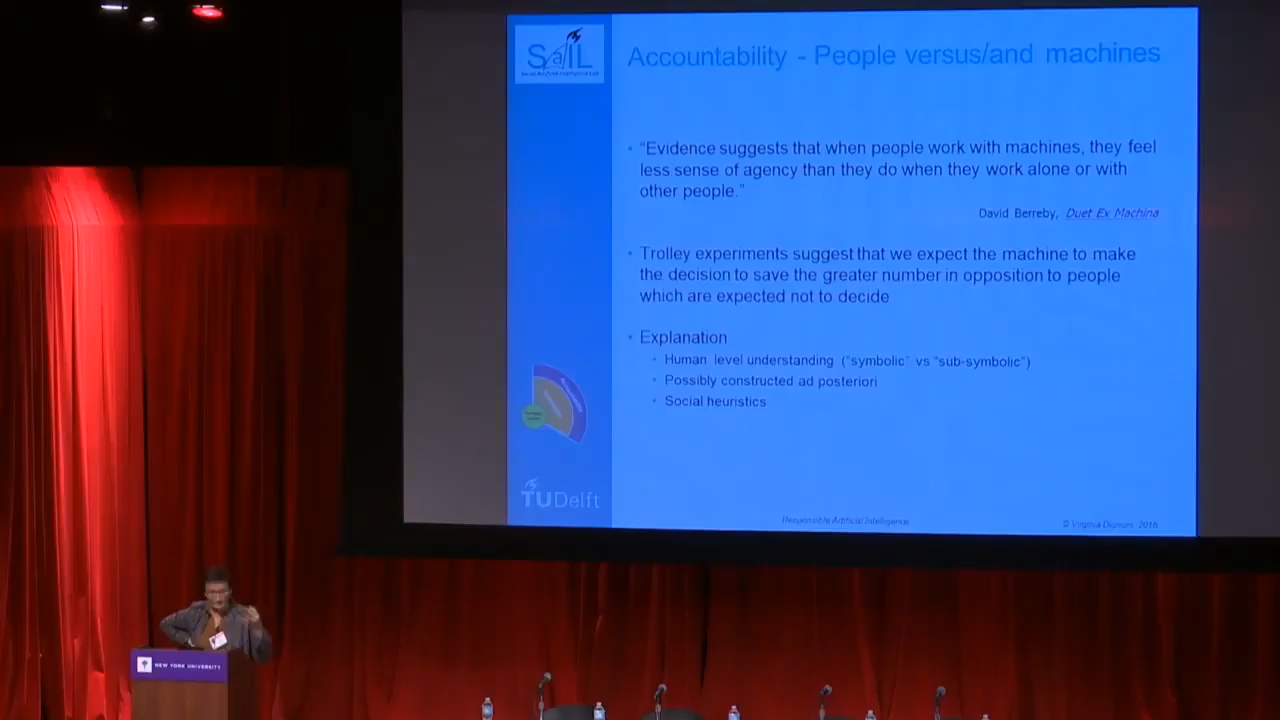 SaIL
Accountability - People versus/and machines
"Evidence suggests that when people work with machines, they feel
less sense of agency than they do when they work alone or with
other people."
David Berreby, Duet Ex Machina
Trolley experiments suggest that we expect the machine to make
the decision to save the greater number in opposition to people
which are expected not to decide
Explanation
Human level understanding ("symbolic" vs "sub-symbolic")
Possibly constructed ad posteriori
Social heuristics
TUDelft
Responsible Artificial Intelligence
© Virginia Dignum, 2016
NEW YORK UNIVERSITY